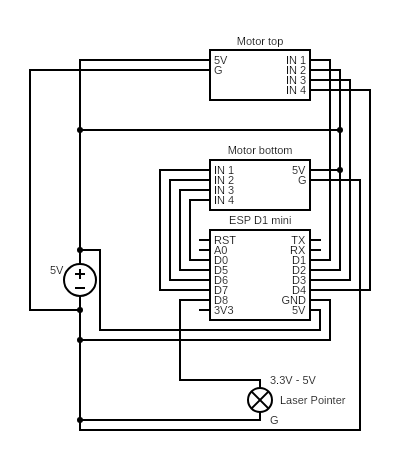 Motor top
5V IN 1
G IN 2
IN 3
IN 4
Motor bottom
IN 1 5V
IN 2 G
IN 3
IN 4
ESP D1 mini
RST TX
A0 RX
D0 D1
D5 D2
D6 D3
D7 D4
D8 GND
3V3 5V
5V
3.3V - 5V
Laser Pointer
G